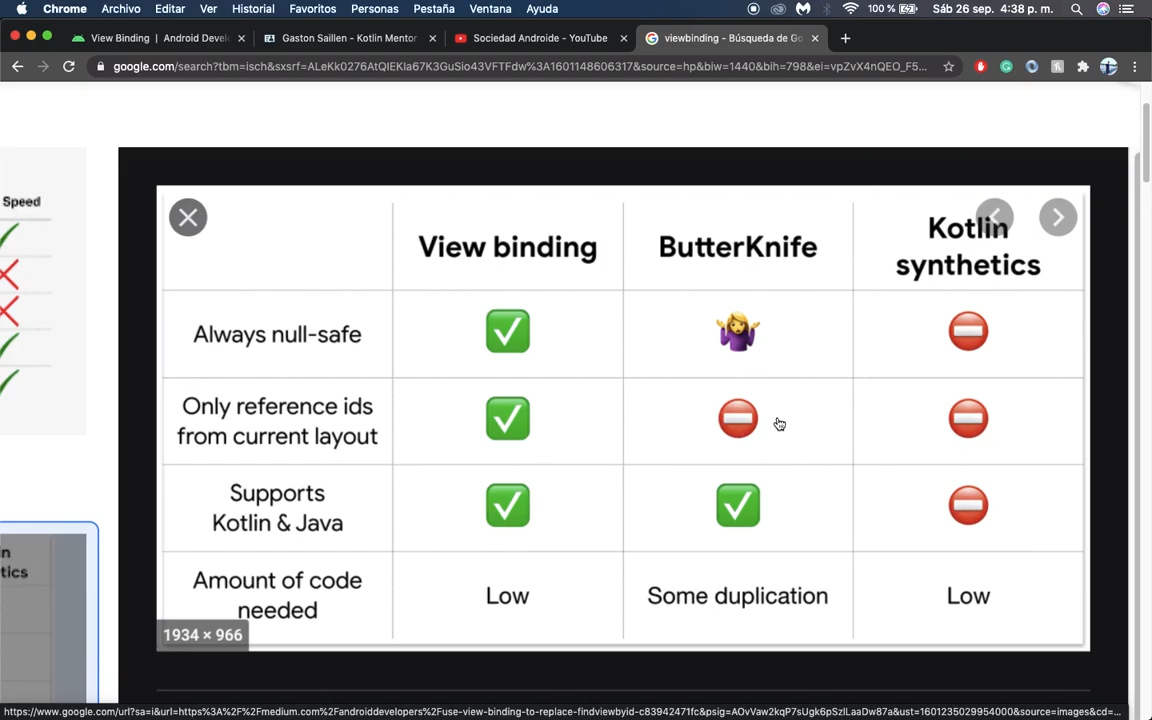 Chrome Archivo Editar Ver Historial Favoritos Personas Pestaña Ventana Ayuda 100 % Sáb 26 sep. 4:38 p. m.
View Binding | Android Devel Gaston Saillen - Kotlin Mentor Sociedad Androide - YouTube viewbinding - Búsqueda de Go
google.com/search?tbm=isch&sxsrf=ALeKk0276AtQIEKIa67K3GuSio43VFTFdw%3A1601148606317&source=hp&biw=1440&bih=798&ei=vpZvX4nQEO_F5...
Speed
View binding ButterKnife Kotlin synthetics
Always null-safe
Only reference ids
from current layout
Supports
Kotlin & Java
Amount of code
needed
Low Some duplication Low
in
tics
1934 × 966
https://www.google.com/url?sa=i&url=https%3A%2F%2Fmedium.com%2Fandroiddevelopers%2Fuse-view-binding-to-replace-findviewbyid-c83942471fc&psig=AOvVaw2kqP7sUgk6pSzlLaaDw87a&ust=1601235029954000&source=images&cd=...